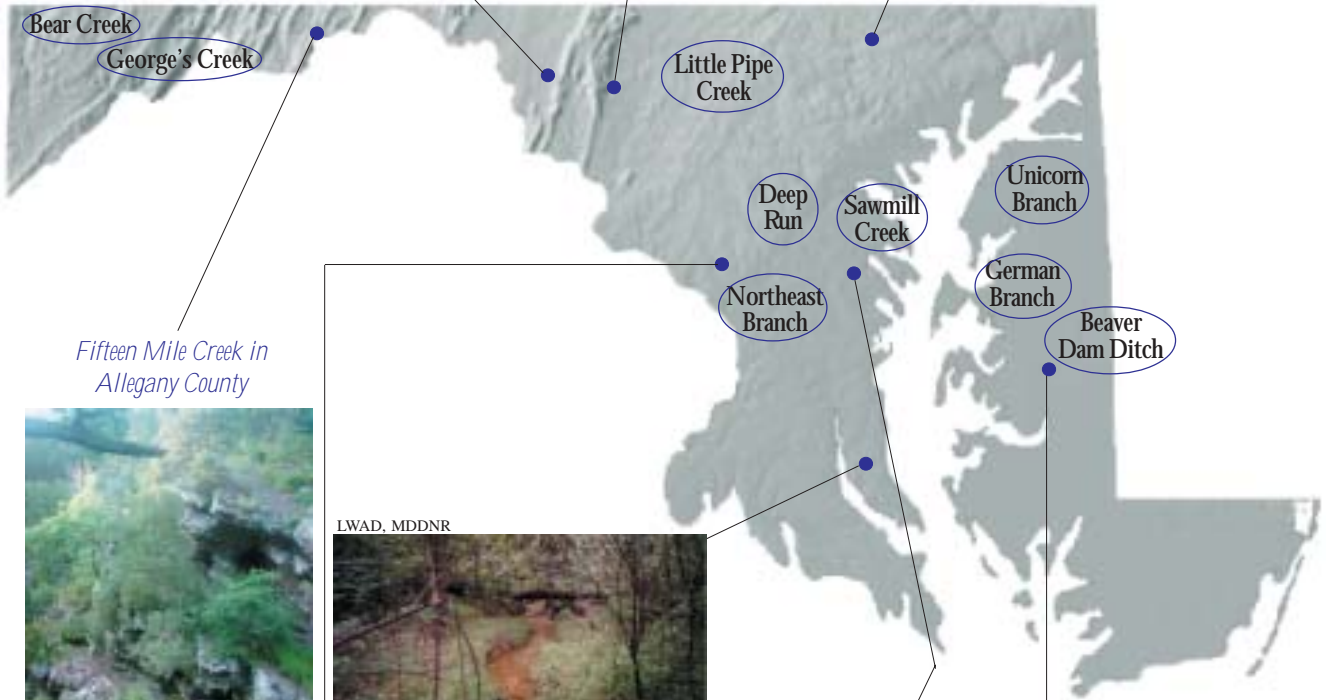 Bear Creek
George's Creek
Little Pipe
Creek
Unicorn
Branch
Deep
Run
Sawmill
Creek
German
Branch
Northeast
Branch
Beaver
Dam Ditch
Fifteen Mile Creek in
Allegany County
LWAD, MDDNR